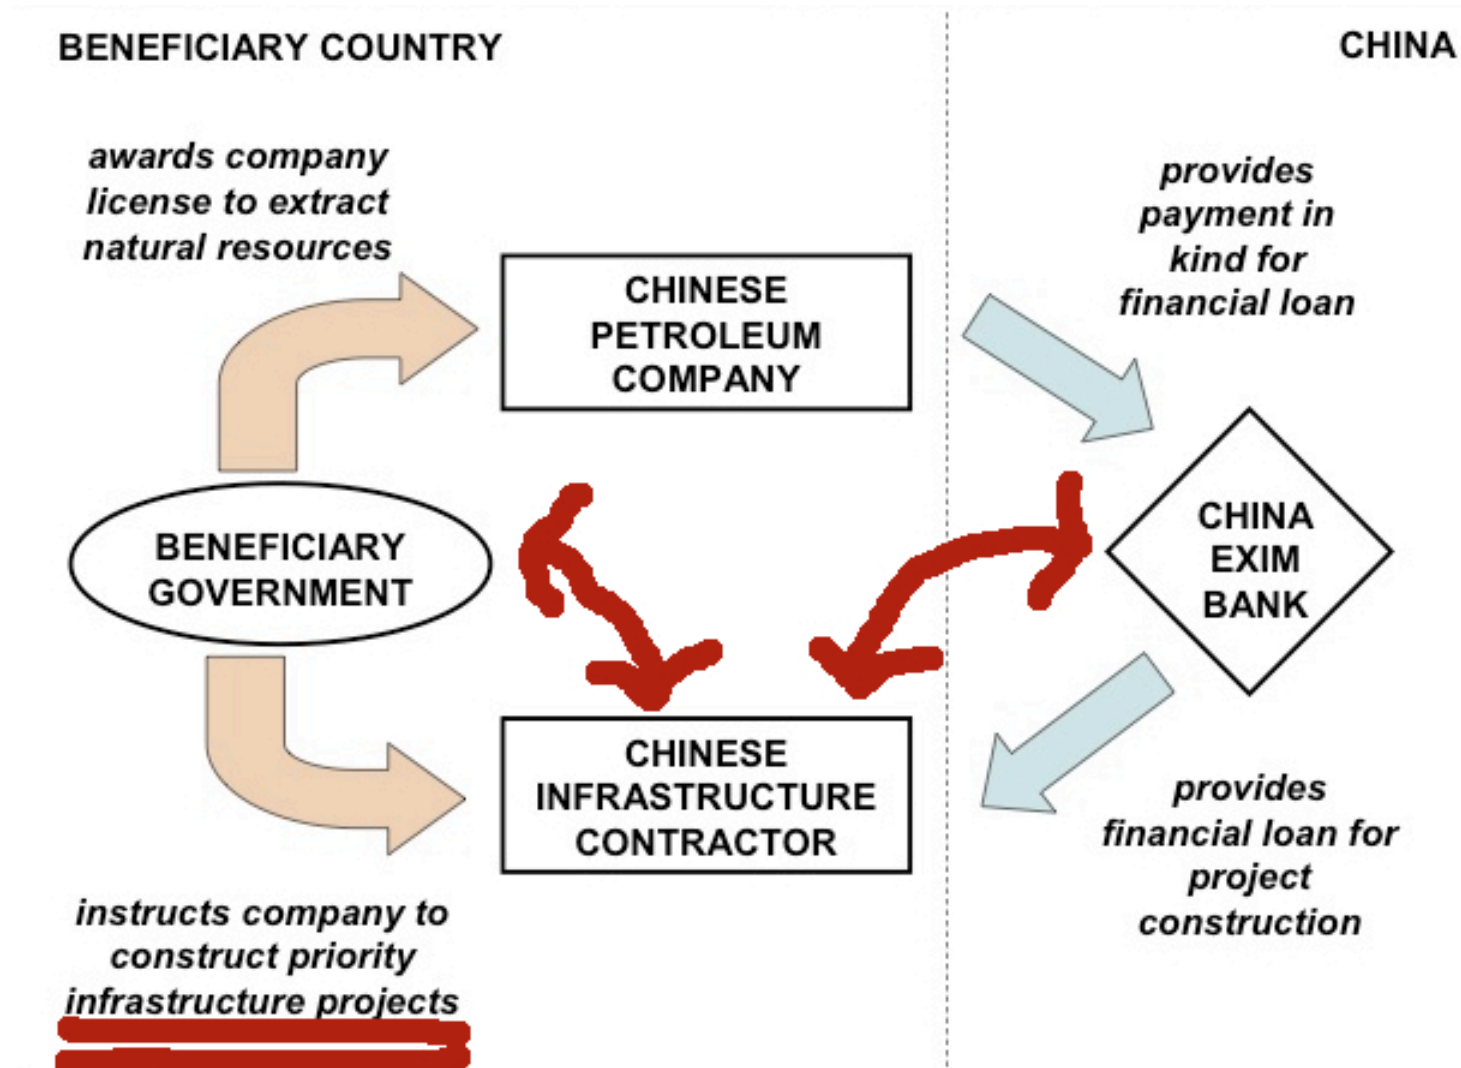 BENEFICIARY COUNTRY
CHINA
awards company
license to extract
natural resources
provides
payment in
kind for
financial loan
CHINESE
PETROLEUM
COMPANY
BENEFICIARY
GOVERNMENT
CHINA
EXIM
BANK
CHINESE
INFRASTRUCTURE
CONTRACTOR
instructs company to
construct priority
infrastructure projects
provides
financial loan for
project
construction